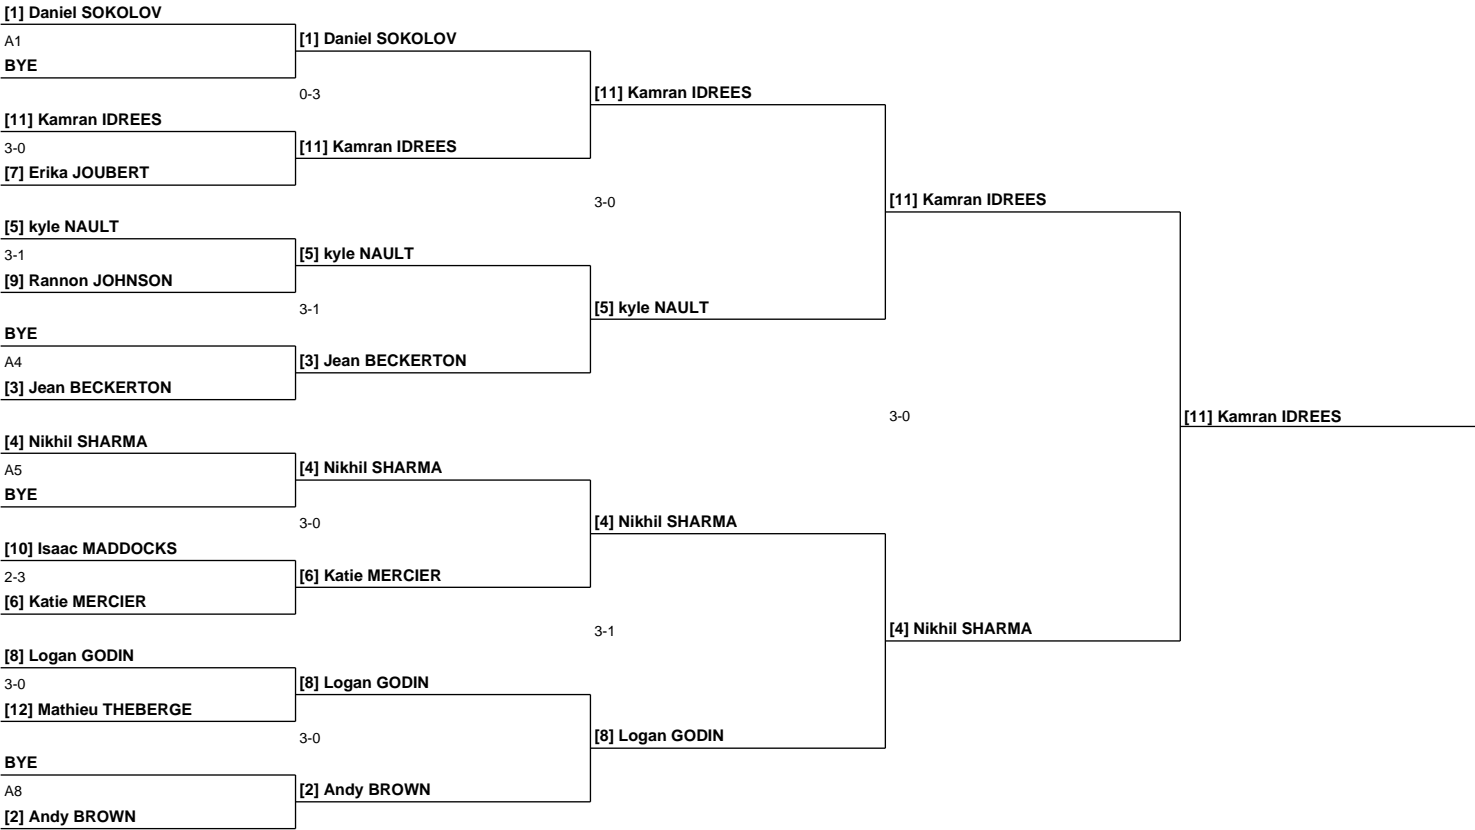 [1] Daniel SOKOLOV
A1
BYE
[11] Kamran IDREES
3-0
[7] Erika JOUBERT
[5] kyle NAULT
3-1
[9] Rannon JOHNSON
BYE
A4
[3] Jean BECKERTON
[4] Nikhil SHARMA
A5
BYE
[10] Isaac MADDOCKS
2-3
[6] Katie MERCIER
[8] Logan GODIN
3-0
[12] Mathieu THEBERGE
BYE
A8
[2] Andy BROWN
[1] Daniel SOKOLOV
0-3
[11] Kamran IDREES
[5] kyle NAULT
3-1
[3] Jean BECKERTON
[4] Nikhil SHARMA
3-0
[6] Katie MERCIER
[8] Logan GODIN
3-0
[2] Andy BROWN
[11] Kamran IDREES
3-0
[5] kyle NAULT
[4] Nikhil SHARMA
3-1
[8] Logan GODIN
[11] Kamran IDREES
3-0
[4] Nikhil SHARMA
[11] Kamran IDREES